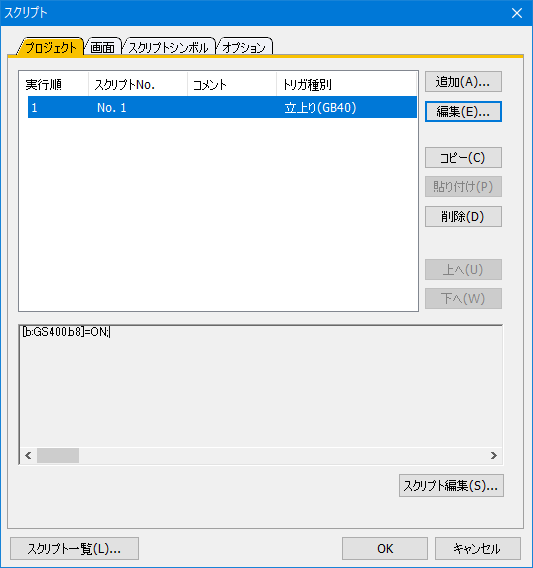 スクリプト
プロジェクト 画面 スクリプトシンボル オプション
実行順 スクリプトNo. コメント トリガ種別
1 No. 1 立上り(GB40)
追加(A)...
編集(E)...
コピー(C)
貼り付け(P)
削除(D)
上へ(U)
下へ(W)
[b:GS400.b8]=ON;
スクリプト編集(S)...
スクリプト一覧(L)... OK キャンセル